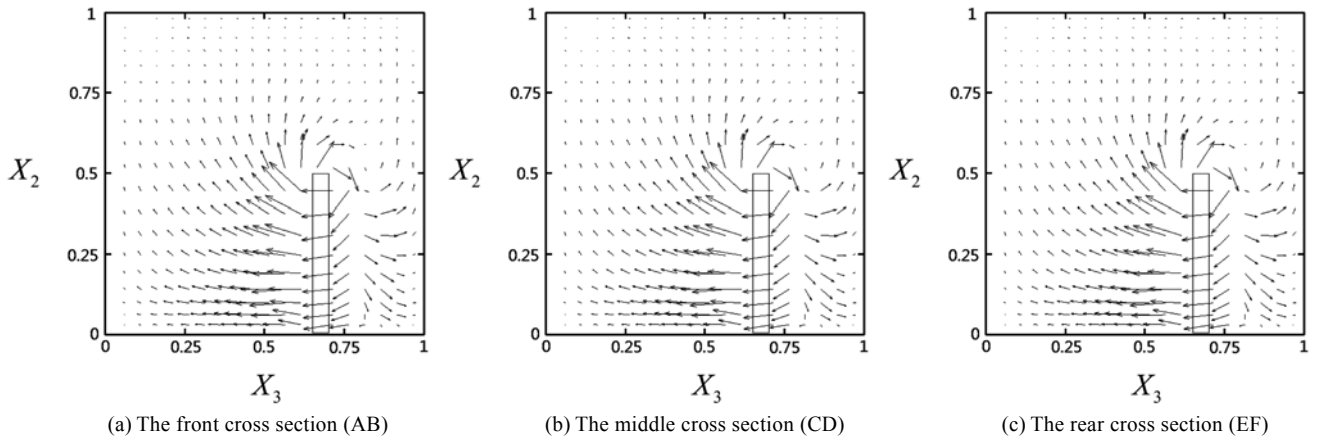 1 1 1
0.75 0.75 0.75
X₂ 0.5 X₂ 0.5 X₂ 0.5
0.25 0.25 0.25
0 0 0
0 0.25 0.5 0.75 1 0 0.25 0.5 0.75 1 0 0.25 0.5 0.75 1
X₃ X₃ X₃
(a) The front cross section (AB) (b) The middle cross section (CD) (c) The rear cross section (EF)